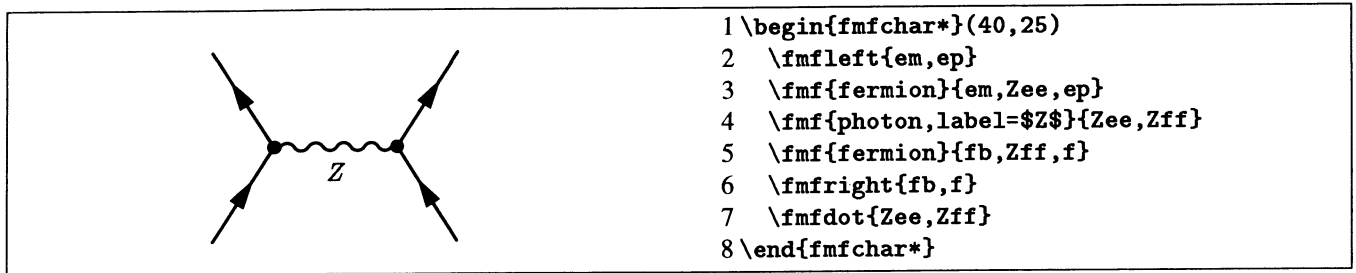 Z
1 \begin{fmfchar*}(40,25)
2 \fmfleft{em,ep}
3 \fmf{fermion}{em,Zee,ep}
4 \fmf{photon,label=$Z$}{Zee,Zff}
5 \fmf{fermion}{fb,Zff,f}
6 \fmfright{fb,f}
7 \fmfdot{Zee,Zff}
8 \end{fmfchar*}